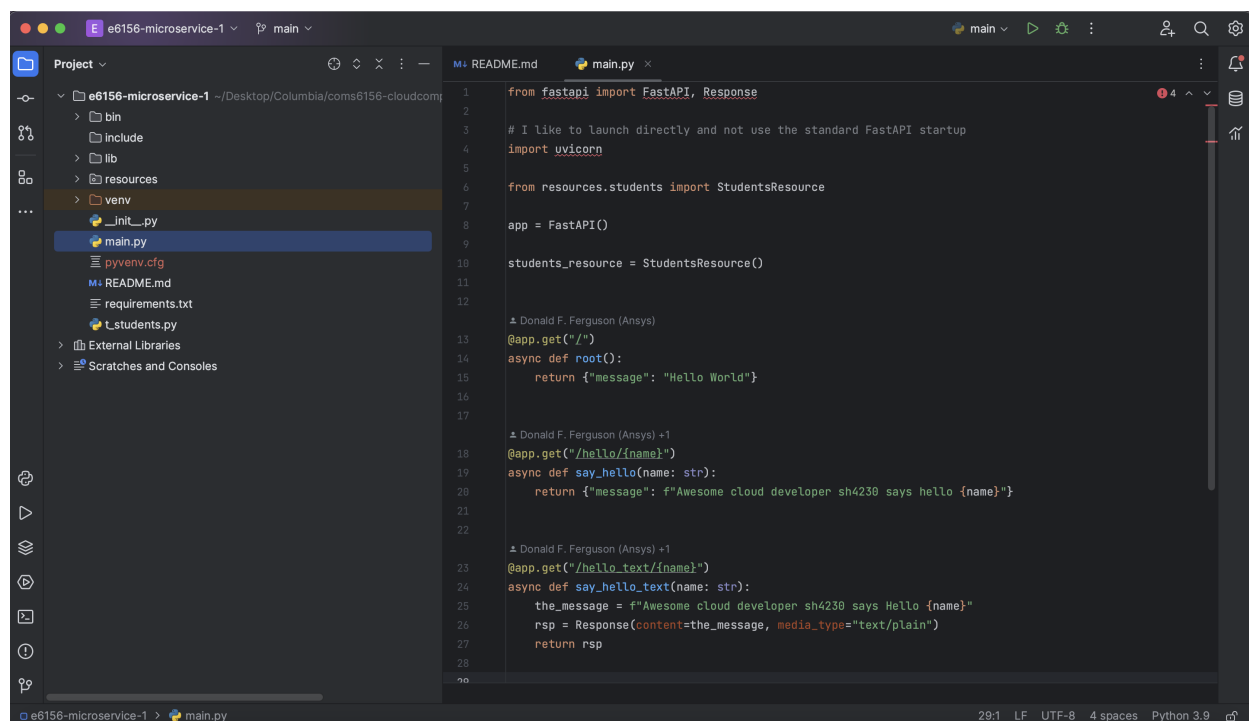 E e6156-microservice-1 main main
Project
e6156-microservice-1 ~/Desktop/Columbia/coms6156-cloudcomp
bin
include
lib
resources
venv
__init__.py
main.py
pyvenv.cfg
README.md
requirements.txt
t_students.py
External Libraries
Scratches and Consoles
README.md main.py
4
1 from fastapi import FastAPI, Response
2
3 # I like to launch directly and not use the standard FastAPI startup
4 import uvicorn
5
6 from resources.students import StudentsResource
7
8 app = FastAPI()
9
10 students_resource = StudentsResource()
11
12
Donald F. Ferguson (Ansys)
13 @app.get("/")
14 async def root():
15 return {"message": "Hello World"}
16
17
Donald F. Ferguson (Ansys) +1
18 @app.get("/hello/{name}")
19 async def say_hello(name: str):
20 return {"message": f"Awesome cloud developer sh4230 says hello {name}"}
21
22
Donald F. Ferguson (Ansys) +1
23 @app.get("/hello_text/{name}")
24 async def say_hello_text(name: str):
25 the_message = f"Awesome cloud developer sh4230 says Hello {name}"
26 rsp = Response(content=the_message, media_type="text/plain")
27 return rsp
28
29
e6156-microservice-1 > main.py 29:1 LF UTF-8 4 spaces Python 3.9